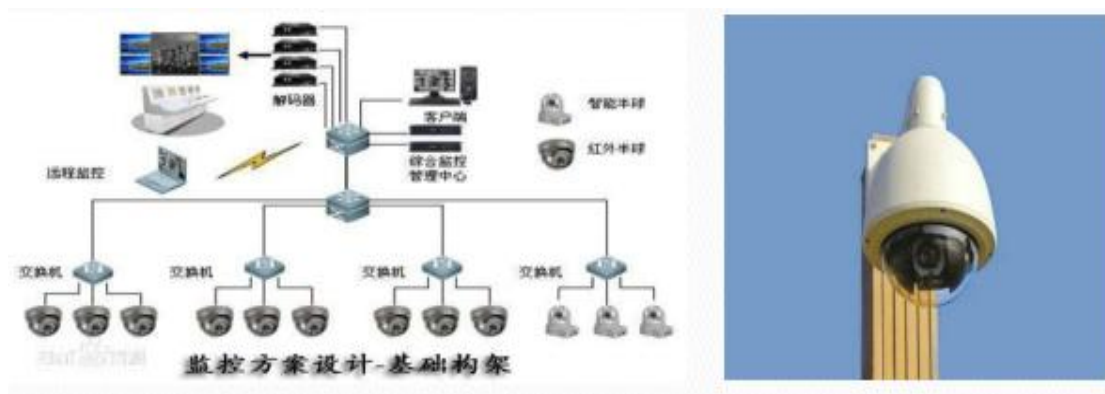 解码器
客户端
智能半球
综合监控
管理中心
红外半球
远程监控
交换机
交换机
交换机
交换机
监控方案设计-基础构架